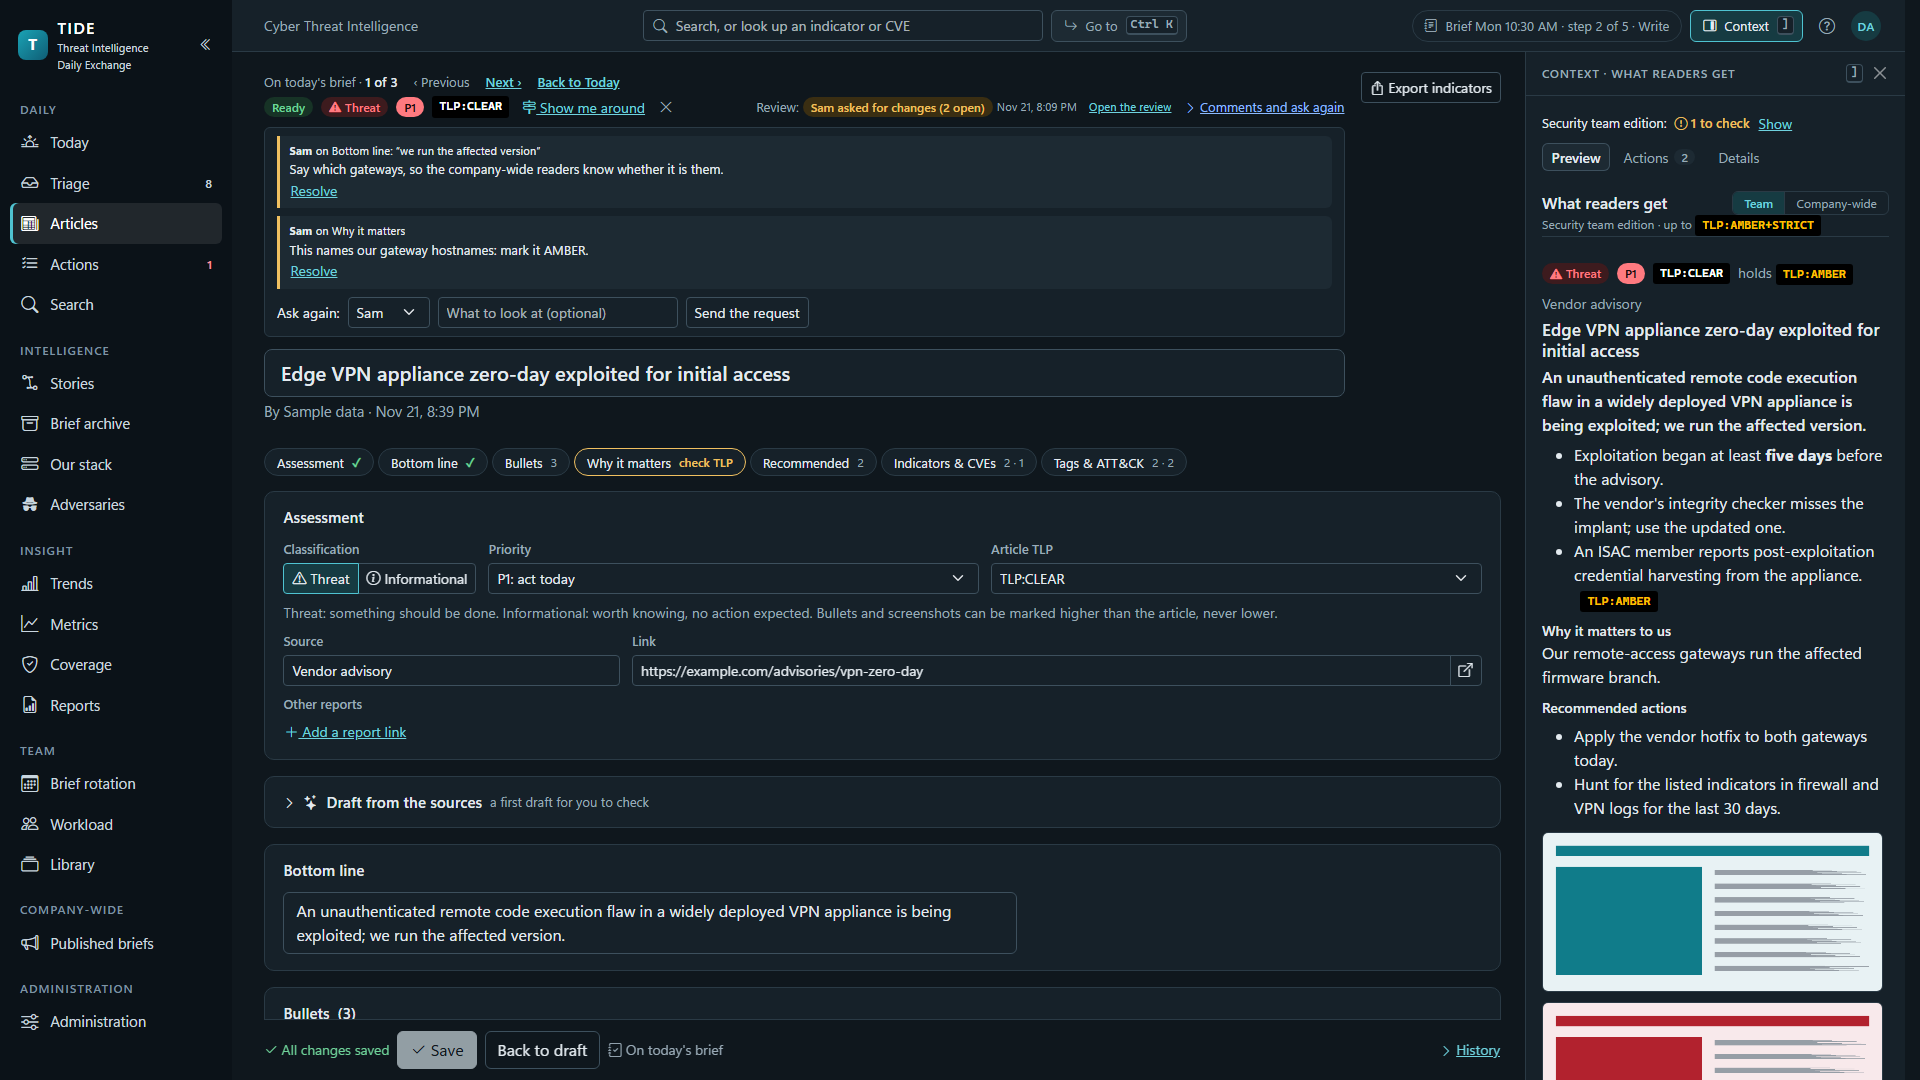 T
TIDE
Threat Intelligence
Daily Exchange
DAILY
Today
Triage 8
Articles
Actions 1
Search
INTELLIGENCE
Stories
Brief archive
Our stack
Adversaries
INSIGHT
Trends
Metrics
Coverage
Reports
TEAM
Brief rotation
Workload
Library
COMPANY-WIDE
Published briefs
ADMINISTRATION
Administration
Cyber Threat Intelligence
Search, or look up an indicator or CVE
Go to Ctrl K
Brief Mon 10:30 AM · step 2 of 5 · Write
Context ]
?
DA
On today's brief · 1 of 3 ‹ Previous Next › Back to Today
Ready Threat P1 TLP:CLEAR Show me around
Review: Sam asked for changes (2 open) Nov 21, 8:09 PM Open the review Comments and ask again
Export indicators
Sam on Bottom line: “we run the affected version”
Say which gateways, so the company-wide readers know whether it is them.
Resolve
Sam on Why it matters
This names our gateway hostnames: mark it AMBER.
Resolve
Ask again: Sam What to look at (optional) Send the request
Edge VPN appliance zero-day exploited for initial access
By Sample data · Nov 21, 8:39 PM
Assessment ✓ Bottom line ✓ Bullets 3 Why it matters check TLP Recommended 2 Indicators & CVEs 2 · 1 Tags & ATT&CK 2 · 2
Assessment
Classification Priority Article TLP
Threat Informational P1: act today TLP:CLEAR
Threat: something should be done. Informational: worth knowing, no action expected. Bullets and screenshots can be marked higher than the article, never lower.
Source Link
Vendor advisory https://example.com/advisories/vpn-zero-day
Other reports
Add a report link
Draft from the sources a first draft for you to check
Bottom line
An unauthenticated remote code execution flaw in a widely deployed VPN appliance is being
exploited; we run the affected version.
Bullets (3)
All changes saved Save Back to draft On today's brief History
CONTEXT · WHAT READERS GET ]
Security team edition: 1 to check Show
Preview Actions 2 Details
What readers get Team Company-wide
Security team edition · up to TLP:AMBER+STRICT
Threat P1 TLP:CLEAR holds TLP:AMBER
Vendor advisory
Edge VPN appliance zero-day exploited for
initial access
An unauthenticated remote code execution
flaw in a widely deployed VPN appliance is
being exploited; we run the affected version.
• Exploitation began at least five days before
the advisory.
• The vendor's integrity checker misses the
implant; use the updated one.
• An ISAC member reports post-exploitation
credential harvesting from the appliance.
TLP:AMBER
Why it matters to us
Our remote-access gateways run the affected
firmware branch.
Recommended actions
• Apply the vendor hotfix to both gateways
today.
• Hunt for the listed indicators in firewall and
VPN logs for the last 30 days.